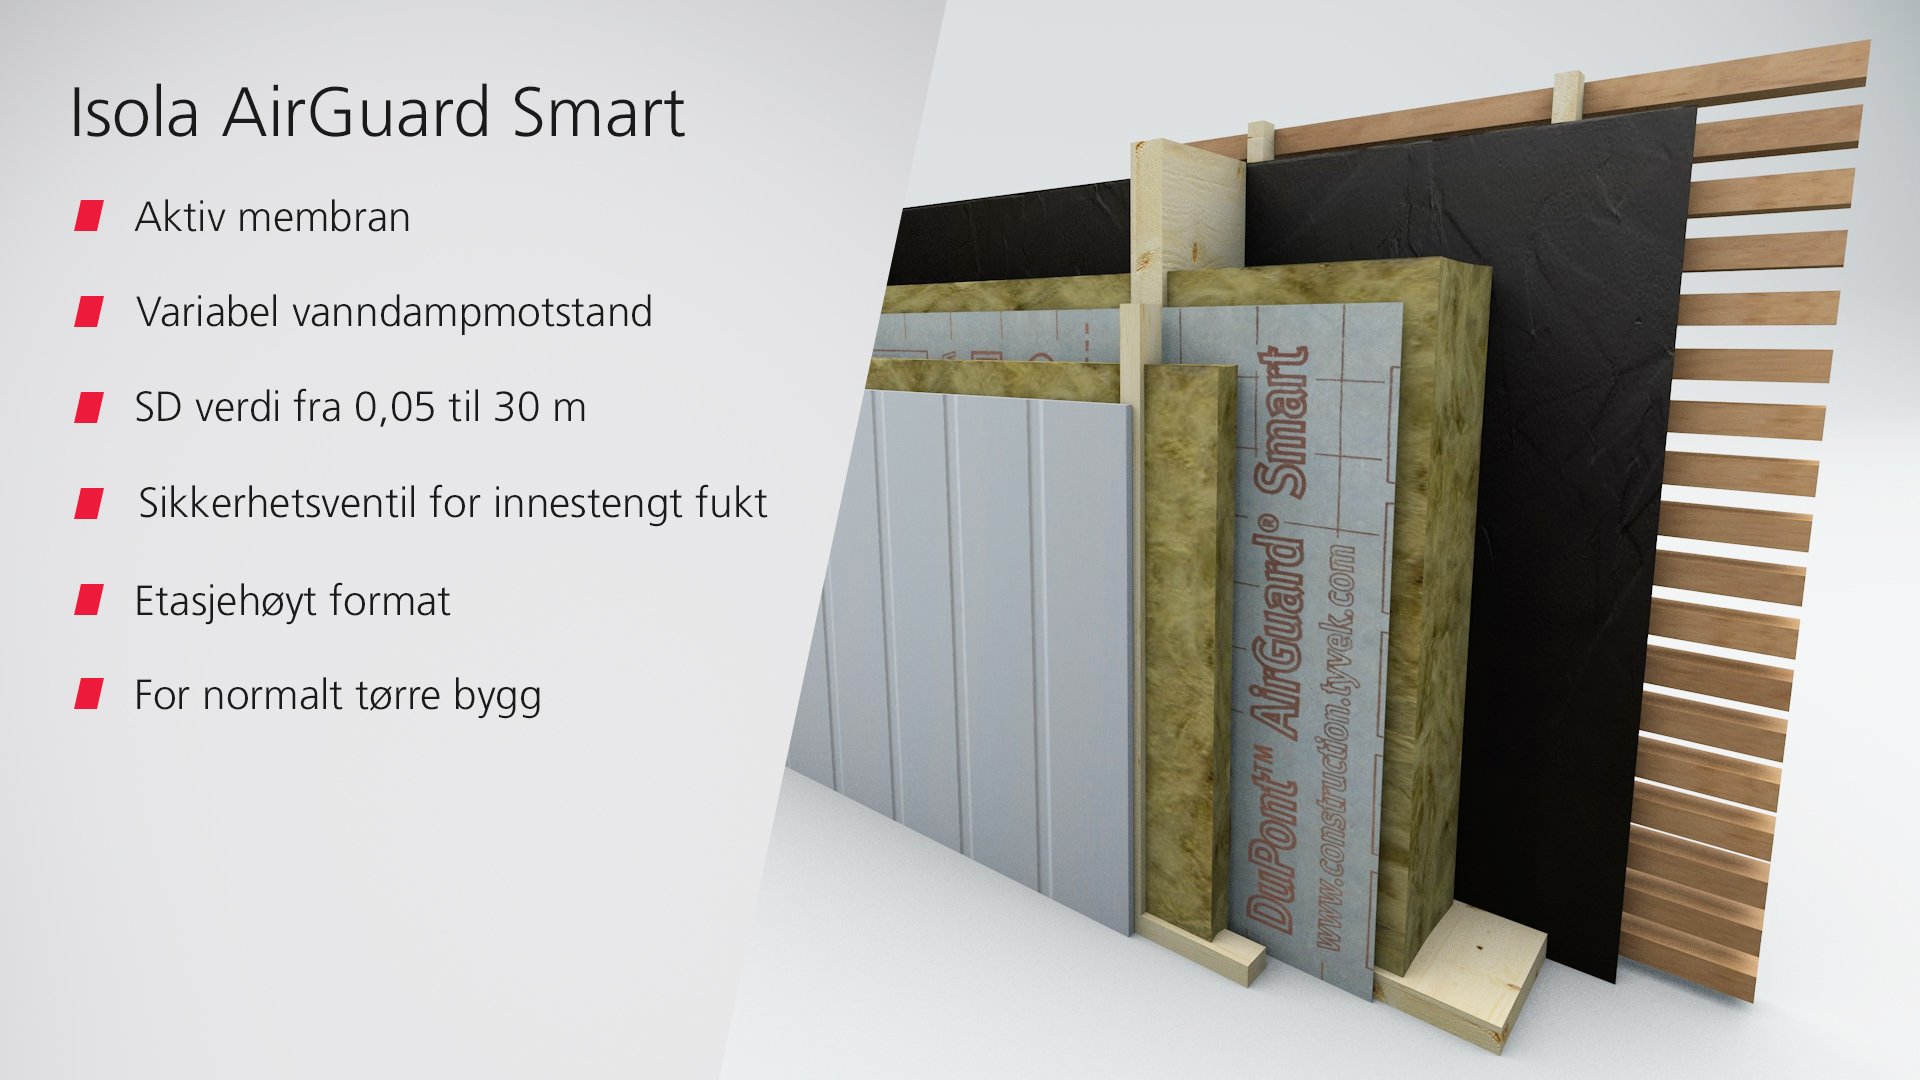 Isola AirGuard Smart
Aktiv membran
Variabel vanndampmotstand
SD verdi fra 0,05 til 30 m
Sikkerhetsventil for innestengt fukt
Etasjehøyt format
For normalt tørre bygg
DuPont™ AirGuard® Smart
www.construction.tyvek.com